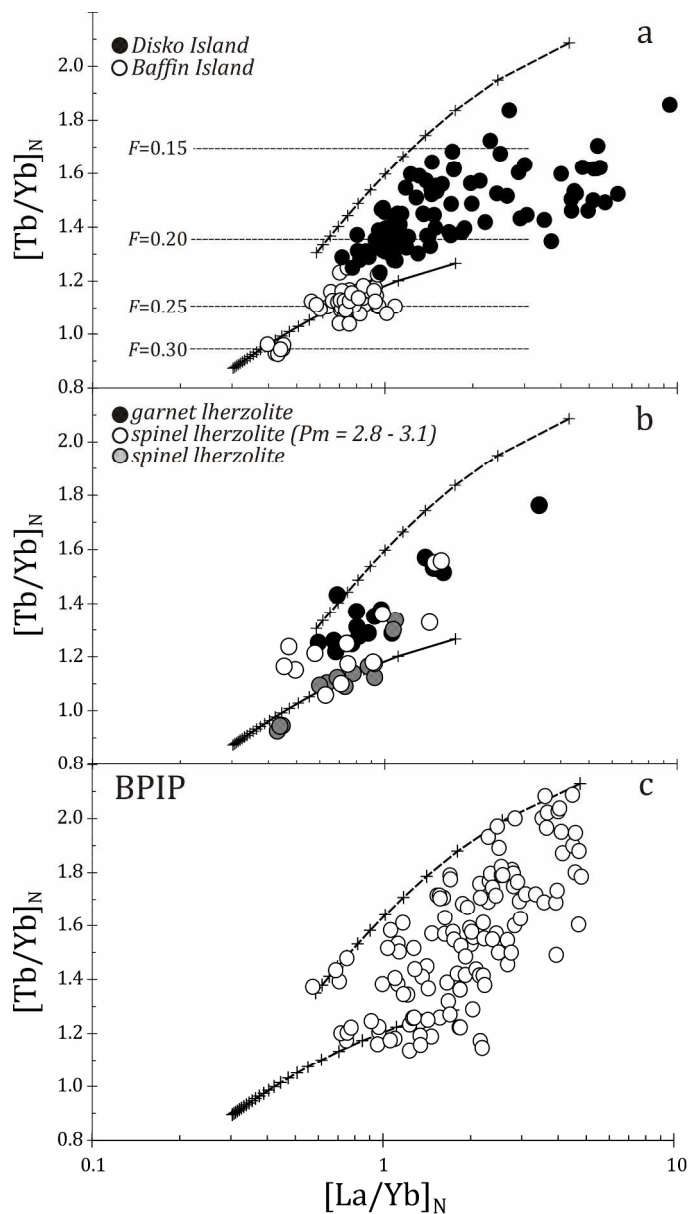 a
Disko Island
Baffin Island
2.0
1.8
F=0.15
1.6
[Tb/Yb]N
1.4
F=0.20
1.2
F=0.25
1.0
F=0.30
0.8
b
garnet lherzolite
spinel lherzolite (Pm = 2.8 - 3.1)
spinel lherzolite
2.0
1.8
1.6
[Tb/Yb]N
1.4
1.2
1.0
0.8
BPIP
c
2.0
1.8
1.6
[Tb/Yb]N
1.4
1.2
1.0
0.8
0.1
1
10
[La/Yb]N